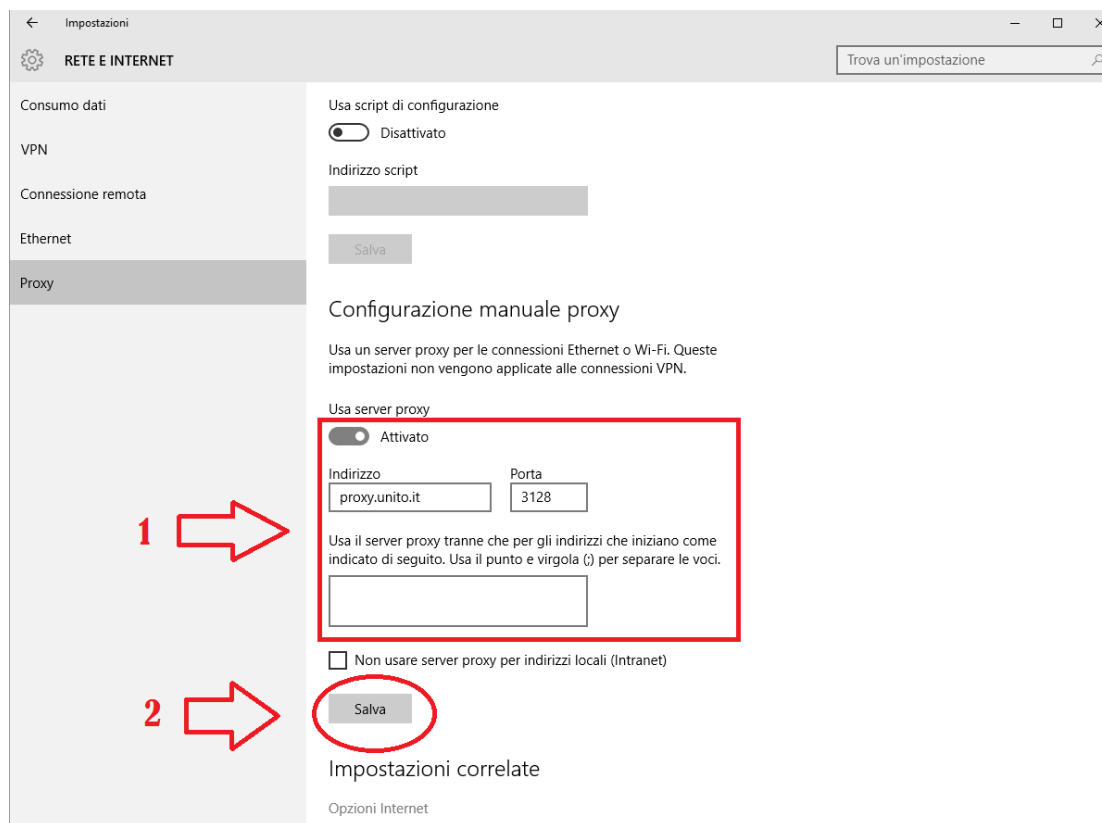 Impostazioni
RETE E INTERNET
Trova un'impostazione
Consumo dati
VPN
Connessione remota
Ethernet
Proxy
Usa script di configurazione
Disattivato
Indirizzo script
Salva
Configurazione manuale proxy
Usa un server proxy per le connessioni Ethernet o Wi-Fi. Queste
impostazioni non vengono applicate alle connessioni VPN.
Usa server proxy
Attivato
Indirizzo Porta
proxy.unito.it 3128
1
Usa il server proxy tranne che per gli indirizzi che iniziano come
indicato di seguito. Usa il punto e virgola (;) per separare le voci.
Non usare server proxy per indirizzi locali (Intranet)
2
Salva
Impostazioni correlate
Opzioni Internet